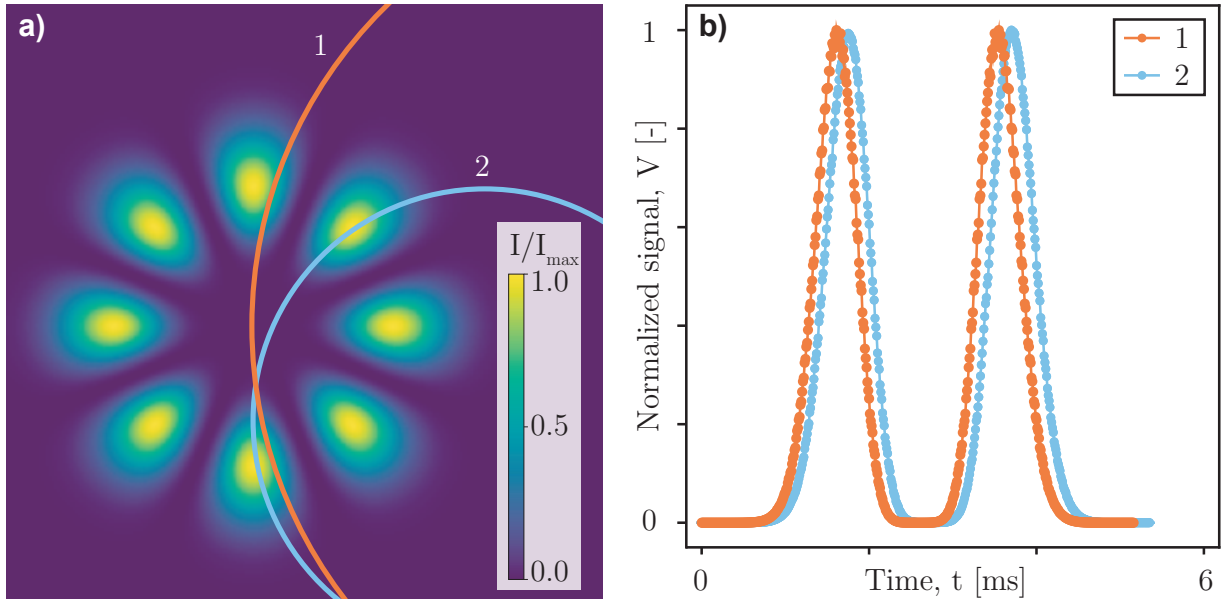 a)
1
2
I/I_max
1.0
0.5
0.0
b)
1
2
1
Normalized signal, V [-]
0
0
Time, t [ms]
6